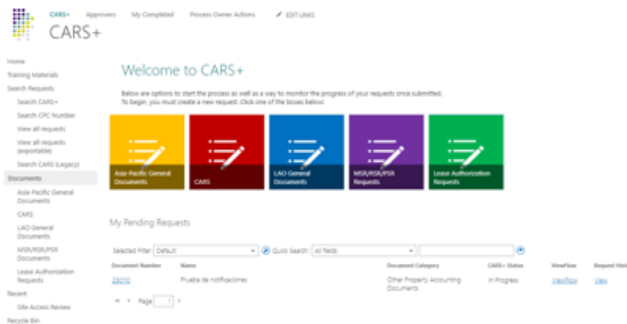 CARS+ Approvers My Completed Process Owner Actions EDIT LINKS
CARS+
Home
Training Materials
Search Requests
Search CARS+
Search CPC Number
View all requests
View all requests
(exportable)
Search CARS (Legacy)
Documents
Asia-Pacific General
Documents
CARS
LAO General
Documents
MSR/RSR/PSR
Requests
Lease Authorization
Requests
Recent
Site Access Review
Recycle Bin
Welcome to CARS+
Below are options to start the process as well as a way to monitor the progress of your requests once submitted.
To begin, you must create a new request. Click one of the boxes below!
Asia-Pacific General
Documents
CARS
LAO General
Documents
MSR/RSR/PSR
Requests
Lease Authorization
Requests
My Pending Requests
Selected Filter: Default Quick Search: All fields
Document Number Name Document Category CARS+ Status Viewflow Request
Prueba de notificaciones Other Property Accounting In Progress Viewflow View
Documents
Page 1